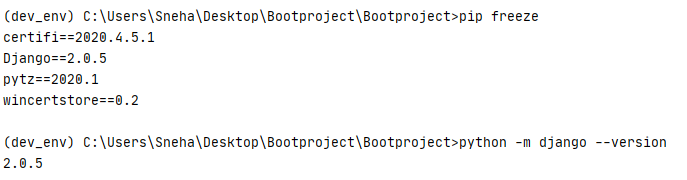 (dev_env) C:\Users\Sneha\Desktop\Bootproject\Bootproject>pip freeze
certifi==2020.4.5.1
Django==2.0.5
pytz==2020.1
wincertstore==0.2
(dev_env) C:\Users\Sneha\Desktop\Bootproject\Bootproject>python -m django --version
2.0.5